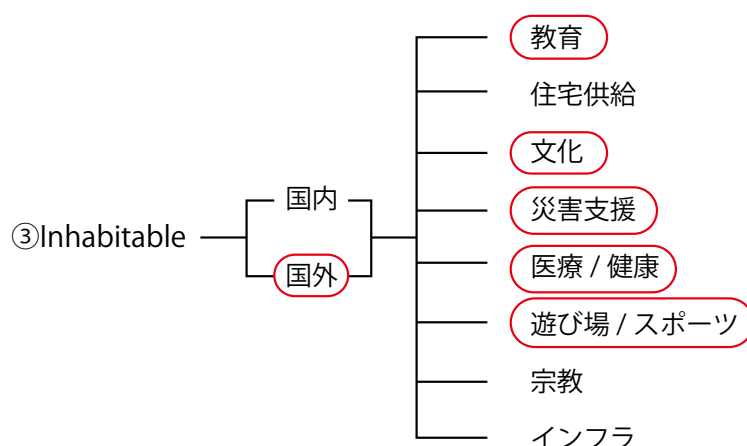 ③Inhabitable
国内
国外
教育
住宅供給
文化
災害支援
医療 / 健康
遊び場 / スポーツ
宗教
インフラ